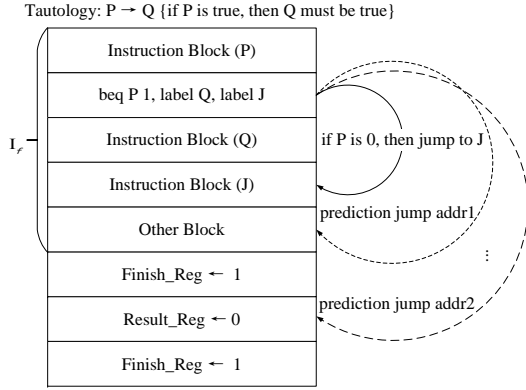 Tautology: P → Q {if P is true, then Q must be true}
Instruction Block (P)
beq P 1, label Q, label J
I𝓕
Instruction Block (Q)
if P is 0, then jump to J
Instruction Block (J)
prediction jump addr1
Other Block
...
Finish_Reg ← 1
prediction jump addr2
Result_Reg ← 0
Finish_Reg ← 1